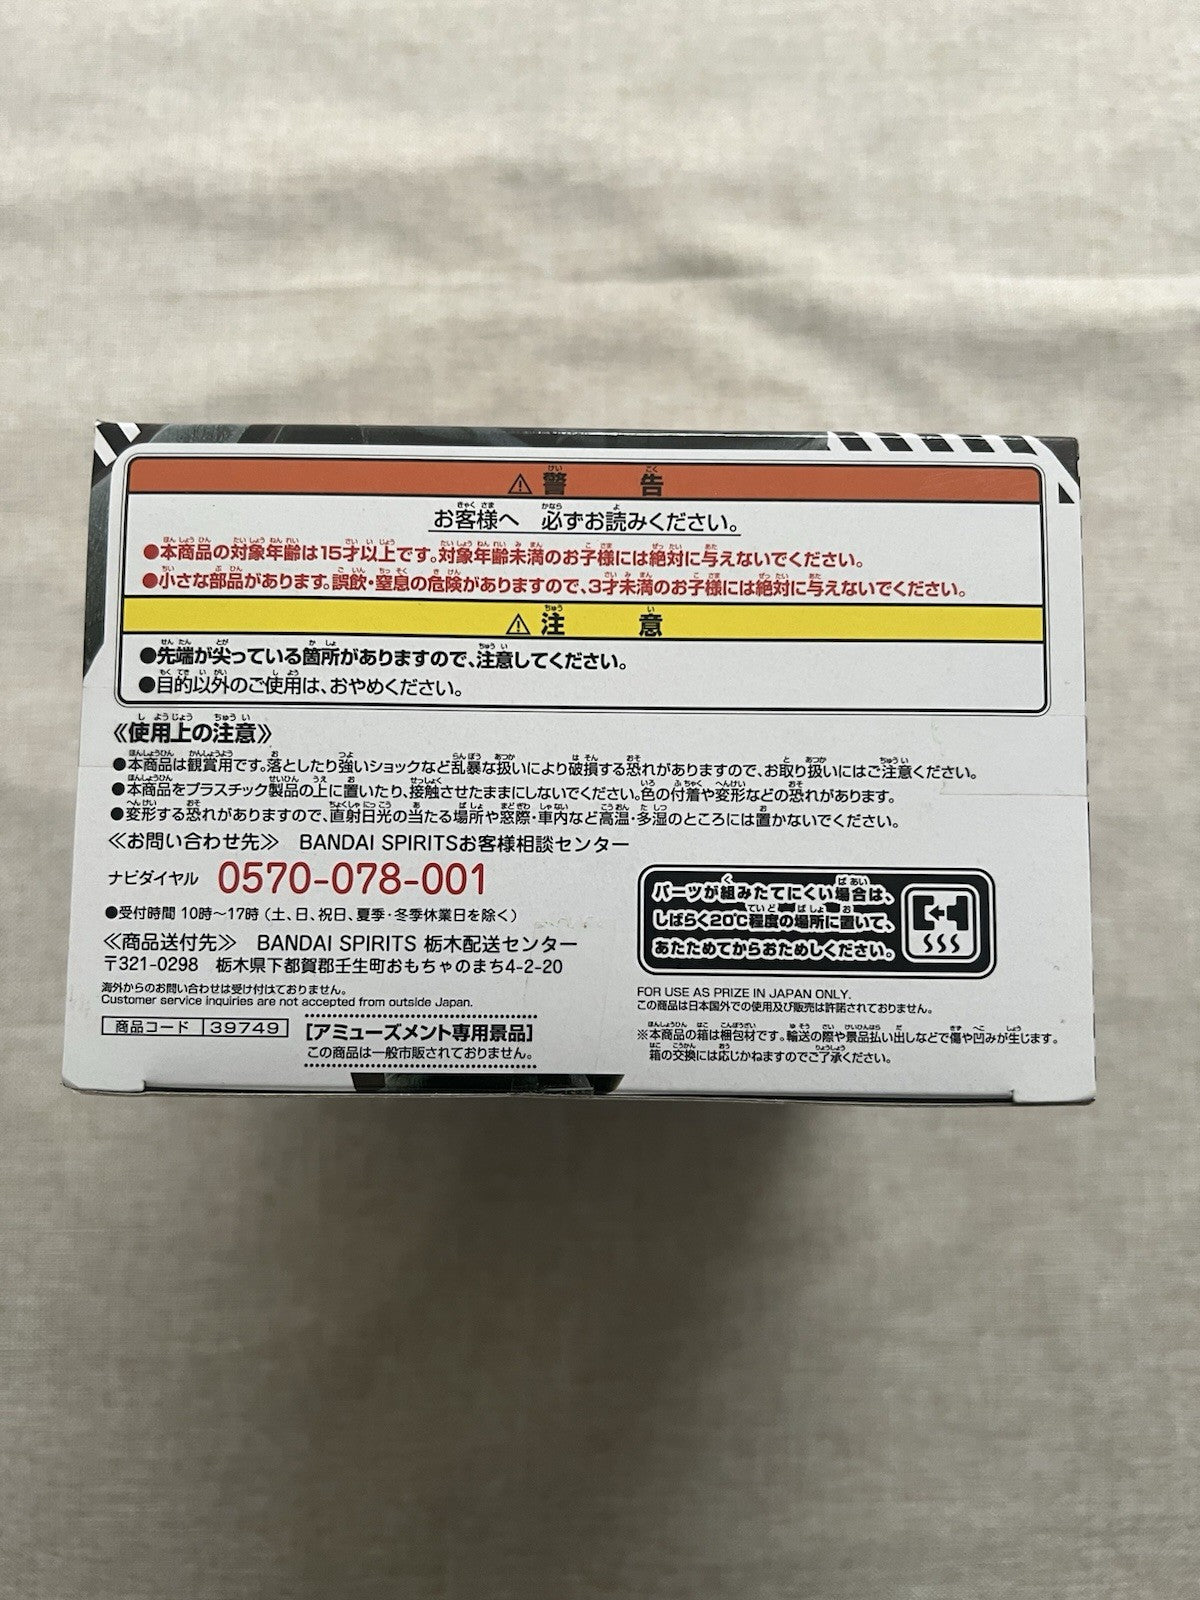 ⚠警告
お客様へ 必ずお読みください。
●本商品の対象年齢は15才以上です。対象年齢未満のお子様には絶対に与えないでください。
●小さな部品があります。誤飲・窒息の危険がありますので、3才未満のお子様には絶対に与えないでください。
⚠注意
●先端が尖っている箇所がありますので、注意してください。
●目的以外のご使用は、おやめください。
《使用上の注意》
●本商品は観賞用です。落としたり強いショックなど乱暴な扱いにより破損する恐れがありますので、お取り扱いにはご注意ください。
●本商品をプラスチック製品の上に置いたり、接触させたままにしないでください。色の付着や変形などの恐れがあります。
●変形する恐れがありますので、直射日光の当たる場所や窓際・車内など高温・多湿のところには置かないでください。
≪お問い合わせ先≫ BANDAI SPIRITSお客様相談センター
ナビダイヤル 0570-078-001
●受付時間 10時～17時（土、日、祝日、夏季・冬季休業日を除く）
≪商品送付先≫ BANDAI SPIRITS 栃木配送センター
〒321-0298 栃木県下都賀郡壬生町おもちゃのまち4-2-20
海外からのお問い合わせは受け付けておりません。
Customer service inquiries are not accepted from outside Japan.
商品コード 39749
[アミューズメント専用景品]
この商品は一般市販されておりません。
パーツが組みたてにくい場合は、
しばらく20℃程度の場所に置いて、
あたためてからおためしください。
FOR USE AS PRIZE IN JAPAN ONLY.
この商品は日本国外での使用及び販売は許諾されておりません。
※本商品の箱は梱包材です。輸送の際や景品払い出しなどで傷や凹みが生じます。
箱の交換には応じかねますのでご了承ください。